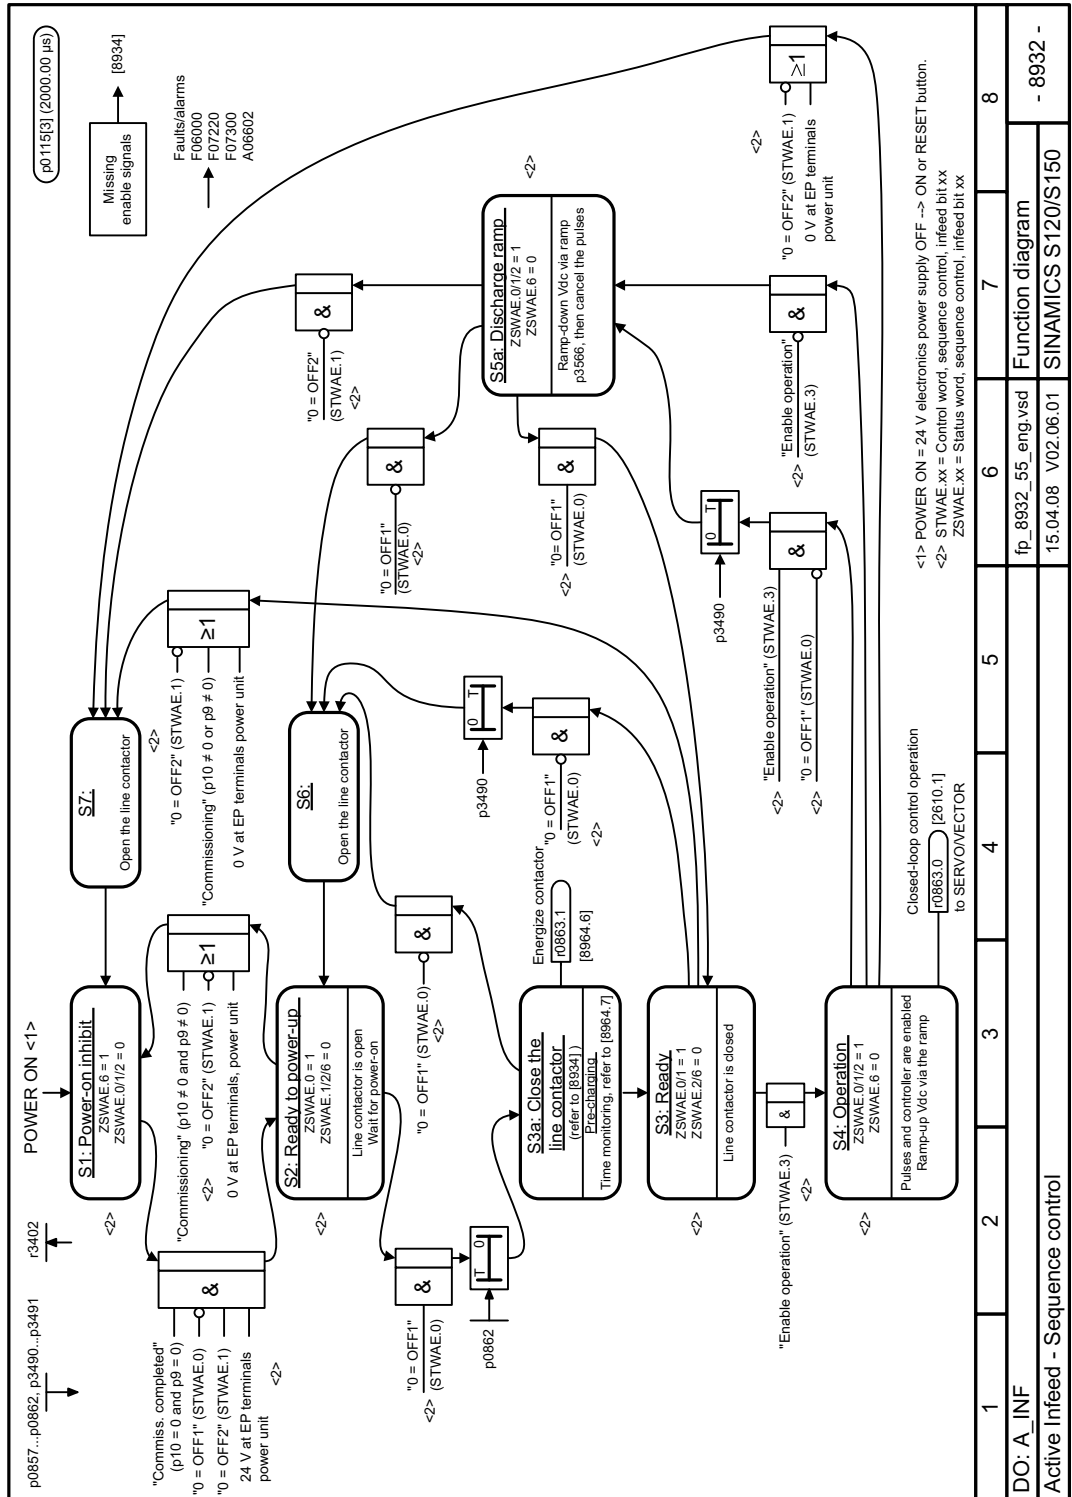 p0857...p0862, p3490...p3491
r3402
POWER ON <1>
p0115[3] (2000.00 µs)
Missing
enable signals
[8934]
Faults/alarms
F06000
F07220
F07300
A06602
S1: Power-on inhibit
ZSWAE.6 = 1
ZSWAE.0/1/2 = 0
<2>
S7:
Open the line contactor
<2>
"Commiss. completed"
(p10 = 0 and p9 = 0)
"0 = OFF1" (STWAE.0)
"0 = OFF2" (STWAE.1)
24 V at EP terminals
power unit
<2>
&
"Commissioning" (p10 ≠ 0 and p9 ≠ 0)
<2> "0 = OFF2" (STWAE.1)
0 V at EP terminals, power unit
≥1
"0 = OFF2" (STWAE.1)
"Commissioning" (p10 ≠ 0 or p9 ≠ 0)
0 V at EP terminals power unit
≥1
"0 = OFF2"
(STWAE.1)
<2>
&
S2: Ready to power-up
ZSWAE.0 = 1
ZSWAE.1/2/6 = 0
Line contactor is open
Wait for power-on
<2>
S6:
Open the line contactor
"0 = OFF1"
(STWAE.0)
<2>
&
S5a: Discharge ramp
ZSWAE.0/1/2 = 1
ZSWAE.6 = 0
Ramp-down Vdc via ramp
p3566, then cancel the pulses
<2>
<2> "0 = OFF1"
(STWAE.0)
&
p0862
T 0
"0 = OFF1" (STWAE.0)
<2>
&
p3490
0 T
"0 = OFF1"
(STWAE.0)
<2>
&
<2> "0= OFF1"
(STWAE.0)
&
S3a: Close the
line contactor
(refer to [8934] )
Pre-charging
Time monitoring, refer to [8964.7]
Energize contactor
r0863.1
[8964.6]
S3: Ready
ZSWAE.0/1 = 1
ZSWAE.2/6 = 0
Line contactor is closed
<2>
p3490
0 T
"Enable operation" (STWAE.3)
<2>
&
<2> "Enable operation" (STWAE.3)
<2> "0 = OFF1" (STWAE.0)
&
<2> "Enable operation"
(STWAE.3)
&
<2>
"0 = OFF2" (STWAE.1)
0 V at EP terminals
power unit
≥1
S4: Operation
ZSWAE.0/1/2 = 1
ZSWAE.6 = 0
Pulses and controller are enabled
Ramp-up Vdc via the ramp
<2>
Closed-loop control operation
r0863.0 [2610.1]
to SERVO/VECTOR
<1> POWER ON = 24 V electronics power supply OFF --> ON or RESET button.
<2> STWAE.xx = Control word, sequence control, infeed bit xx
ZSWAE.xx = Status word, sequence control, infeed bit xx
1 2 3 4 5 6 7 8
DO: A_INF
Active Infeed - Sequence control
fp_8932_55_eng.vsd
15.04.08 V02.06.01
Function diagram
SINAMICS S120/S150
- 8932 -